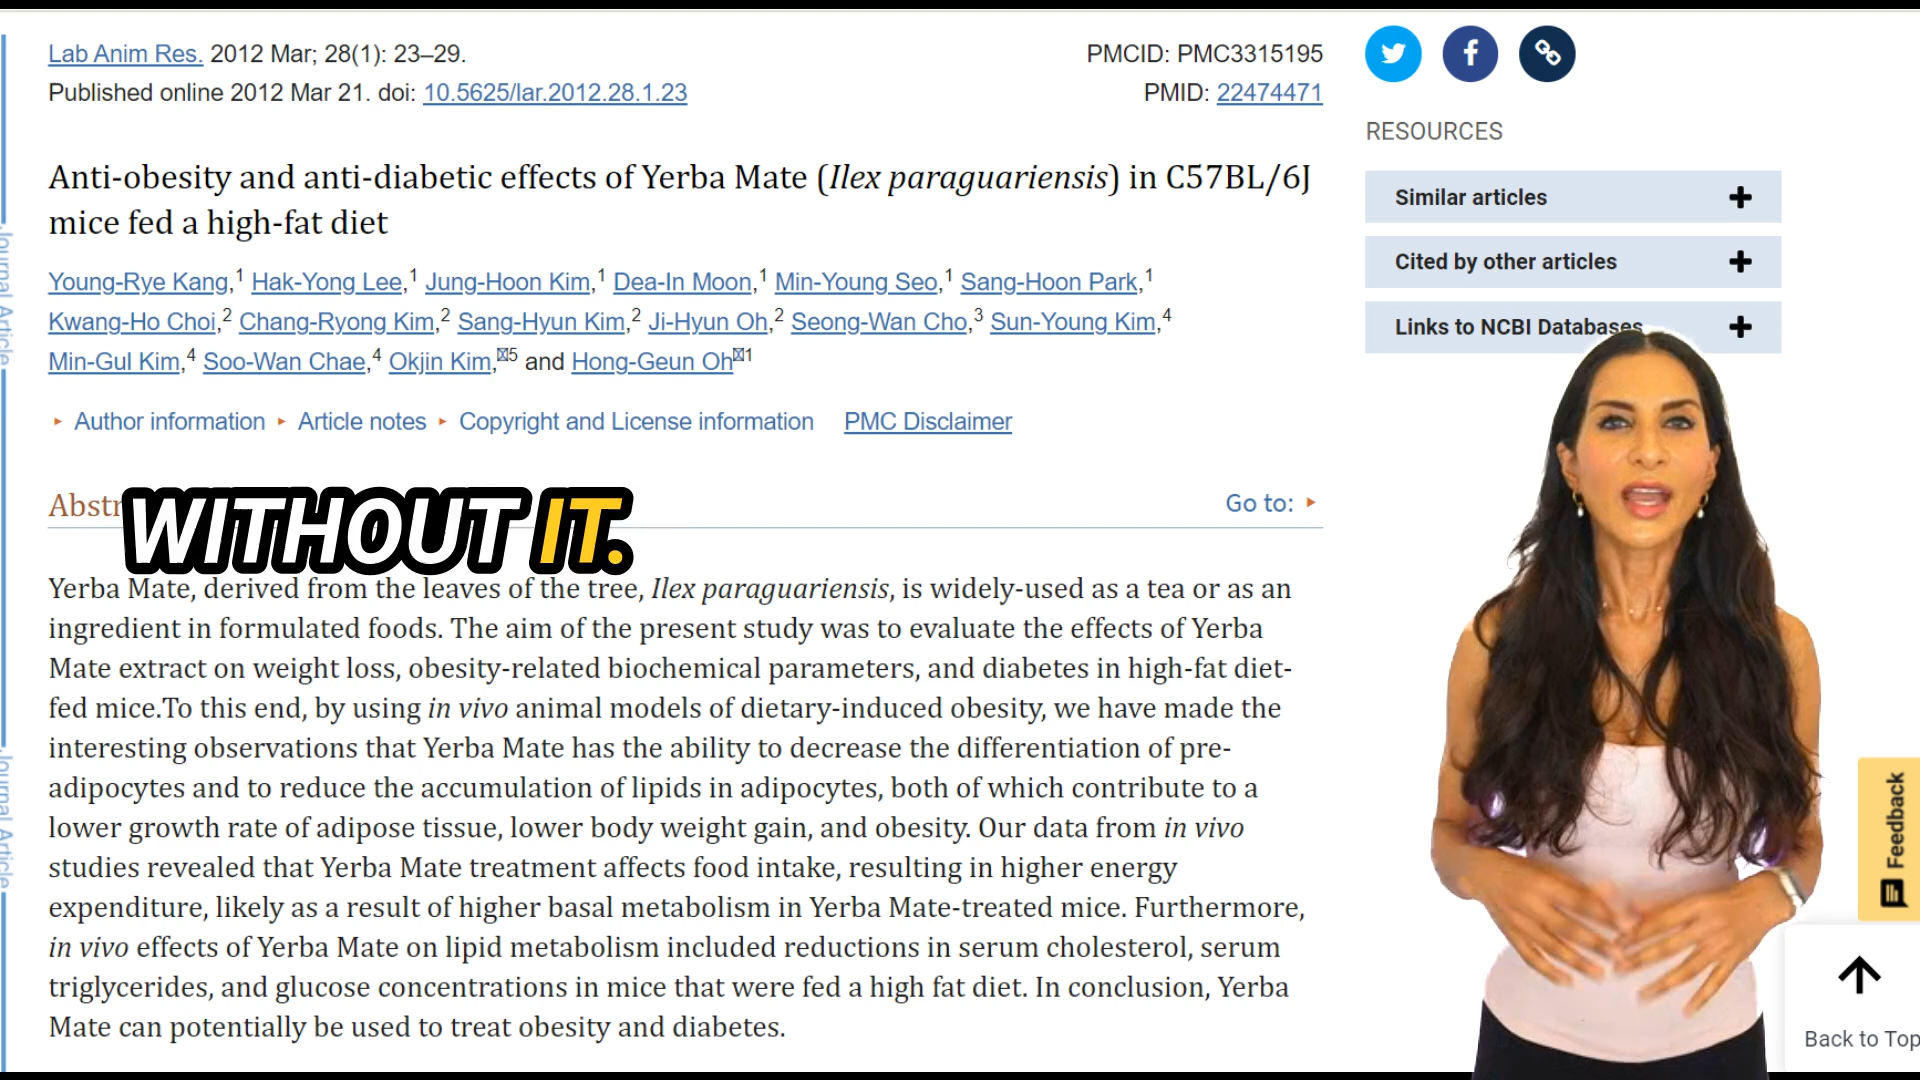 Lab Anim Res. 2012 Mar; 28(1): 23–29.
Published online 2012 Mar 21. doi: 10.5625/lar.2012.28.1.23
PMCID: PMC3315195
PMID: 22474471
Anti-obesity and anti-diabetic effects of Yerba Mate (Ilex paraguariensis) in C57BL/6J
mice fed a high-fat diet
Young-Rye Kang,1 Hak-Yong Lee,1 Jung-Hoon Kim,1 Dea-In Moon,1 Min-Young Seo,1 Sang-Hoon Park,1
Kwang-Ho Choi,2 Chang-Ryong Kim,2 Sang-Hyun Kim,2 Ji-Hyun Oh,2 Seong-Wan Cho,3 Sun-Young Kim,4
Min-Gul Kim,4 Soo-Wan Chae,4 Okjin Kim,5 and Hong-Geun Oh1
Author information Article notes Copyright and License information PMC Disclaimer
Abstr
Go to:
WITHOUT IT.
Yerba Mate, derived from the leaves of the tree, Ilex paraguariensis, is widely-used as a tea or as an
ingredient in formulated foods. The aim of the present study was to evaluate the effects of Yerba
Mate extract on weight loss, obesity-related biochemical parameters, and diabetes in high-fat diet-
fed mice.To this end, by using in vivo animal models of dietary-induced obesity, we have made the
interesting observations that Yerba Mate has the ability to decrease the differentiation of pre-
adipocytes and to reduce the accumulation of lipids in adipocytes, both of which contribute to a
lower growth rate of adipose tissue, lower body weight gain, and obesity. Our data from in vivo
studies revealed that Yerba Mate treatment affects food intake, resulting in higher energy
expenditure, likely as a result of higher basal metabolism in Yerba Mate-treated mice. Furthermore,
in vivo effects of Yerba Mate on lipid metabolism included reductions in serum cholesterol, serum
triglycerides, and glucose concentrations in mice that were fed a high fat diet. In conclusion, Yerba
Mate can potentially be used to treat obesity and diabetes.
RESOURCES
Similar articles
Cited by other articles
Links to NCBI Databases
Feedback
Back to Top
Journal Article
Journal Article